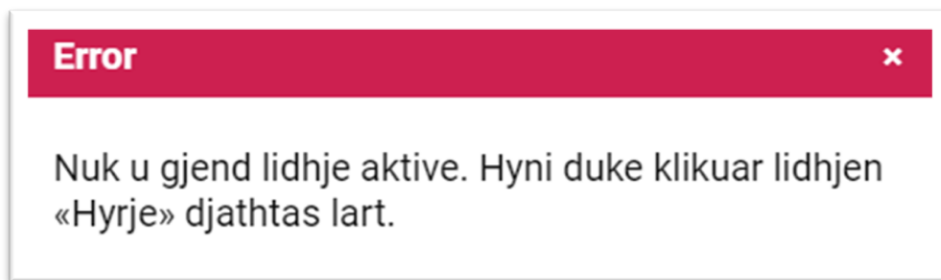 Error ×
Nuk u gjend lidhje aktive. Hyni duke klikuar lidhjen
«Hyrje» djathtas lart.